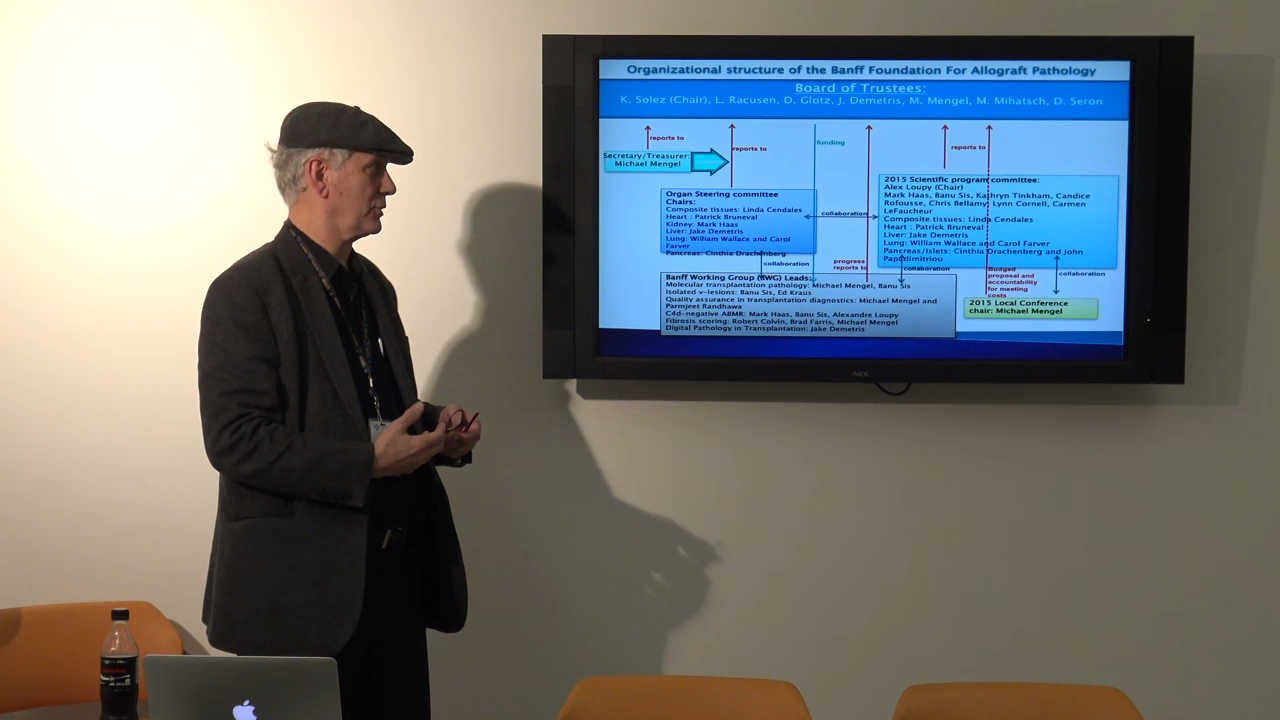 Organizational structure of the Banff Foundation For Allograft Pathology
Board of Trustees:
K. Solez (Chair), L. Racusen, D. Glotz, J. Demetris, M. Mengel, M. Mihatsch, D. Seron
reports to
reports to
funding
reports to
Secretary/Treasurer:
Michael Mengel
Organ Steering committee
Chairs:
Composite tissues: Linda Cendales
Heart : Patrick Bruneval
Kidney: Mark Haas
Liver: Jake Demetris
Lung: William Wallace and Carol
Farver
Pancreas: Cinthia Drachenberg
collaboration
2015 Scientific program committee:
Alex Loupy (Chair)
Mark Haas, Banu Sis, Kathryn Tinkham, Candice
Rofousse, Chris Bellamy, Lynn Cornell, Carmen
LeFaucheur
Composite tissues: Linda Cendales
Heart : Patrick Bruneval
Liver: Jake Demetris
Lung: William Wallace and Carol Farver
Pancreas/Islets: Cinthia Drachenberg and John
Papadimitriou
collaboration
progress
reports to
collaboration
Budged
proposal and
accountability
for meeting
costs
collaboration
Banff Working Group (BWG) Leads:
Molecular transplantation pathology: Michael Mengel, Banu Sis
Isolated v-lesions: Banu Sis, Ed Kraus
Quality assurance in transplantation diagnostics: Michael Mengel and
Parmjeet Randhawa
C4d-negative ABMR: Mark Haas, Banu Sis, Alexandre Loupy
Fibrosis scoring: Robert Colvin, Brad Farris, Michael Mengel
Digital Pathology in Transplantation: Jake Demetris
2015 Local Conference
chair: Michael Mengel
NEC